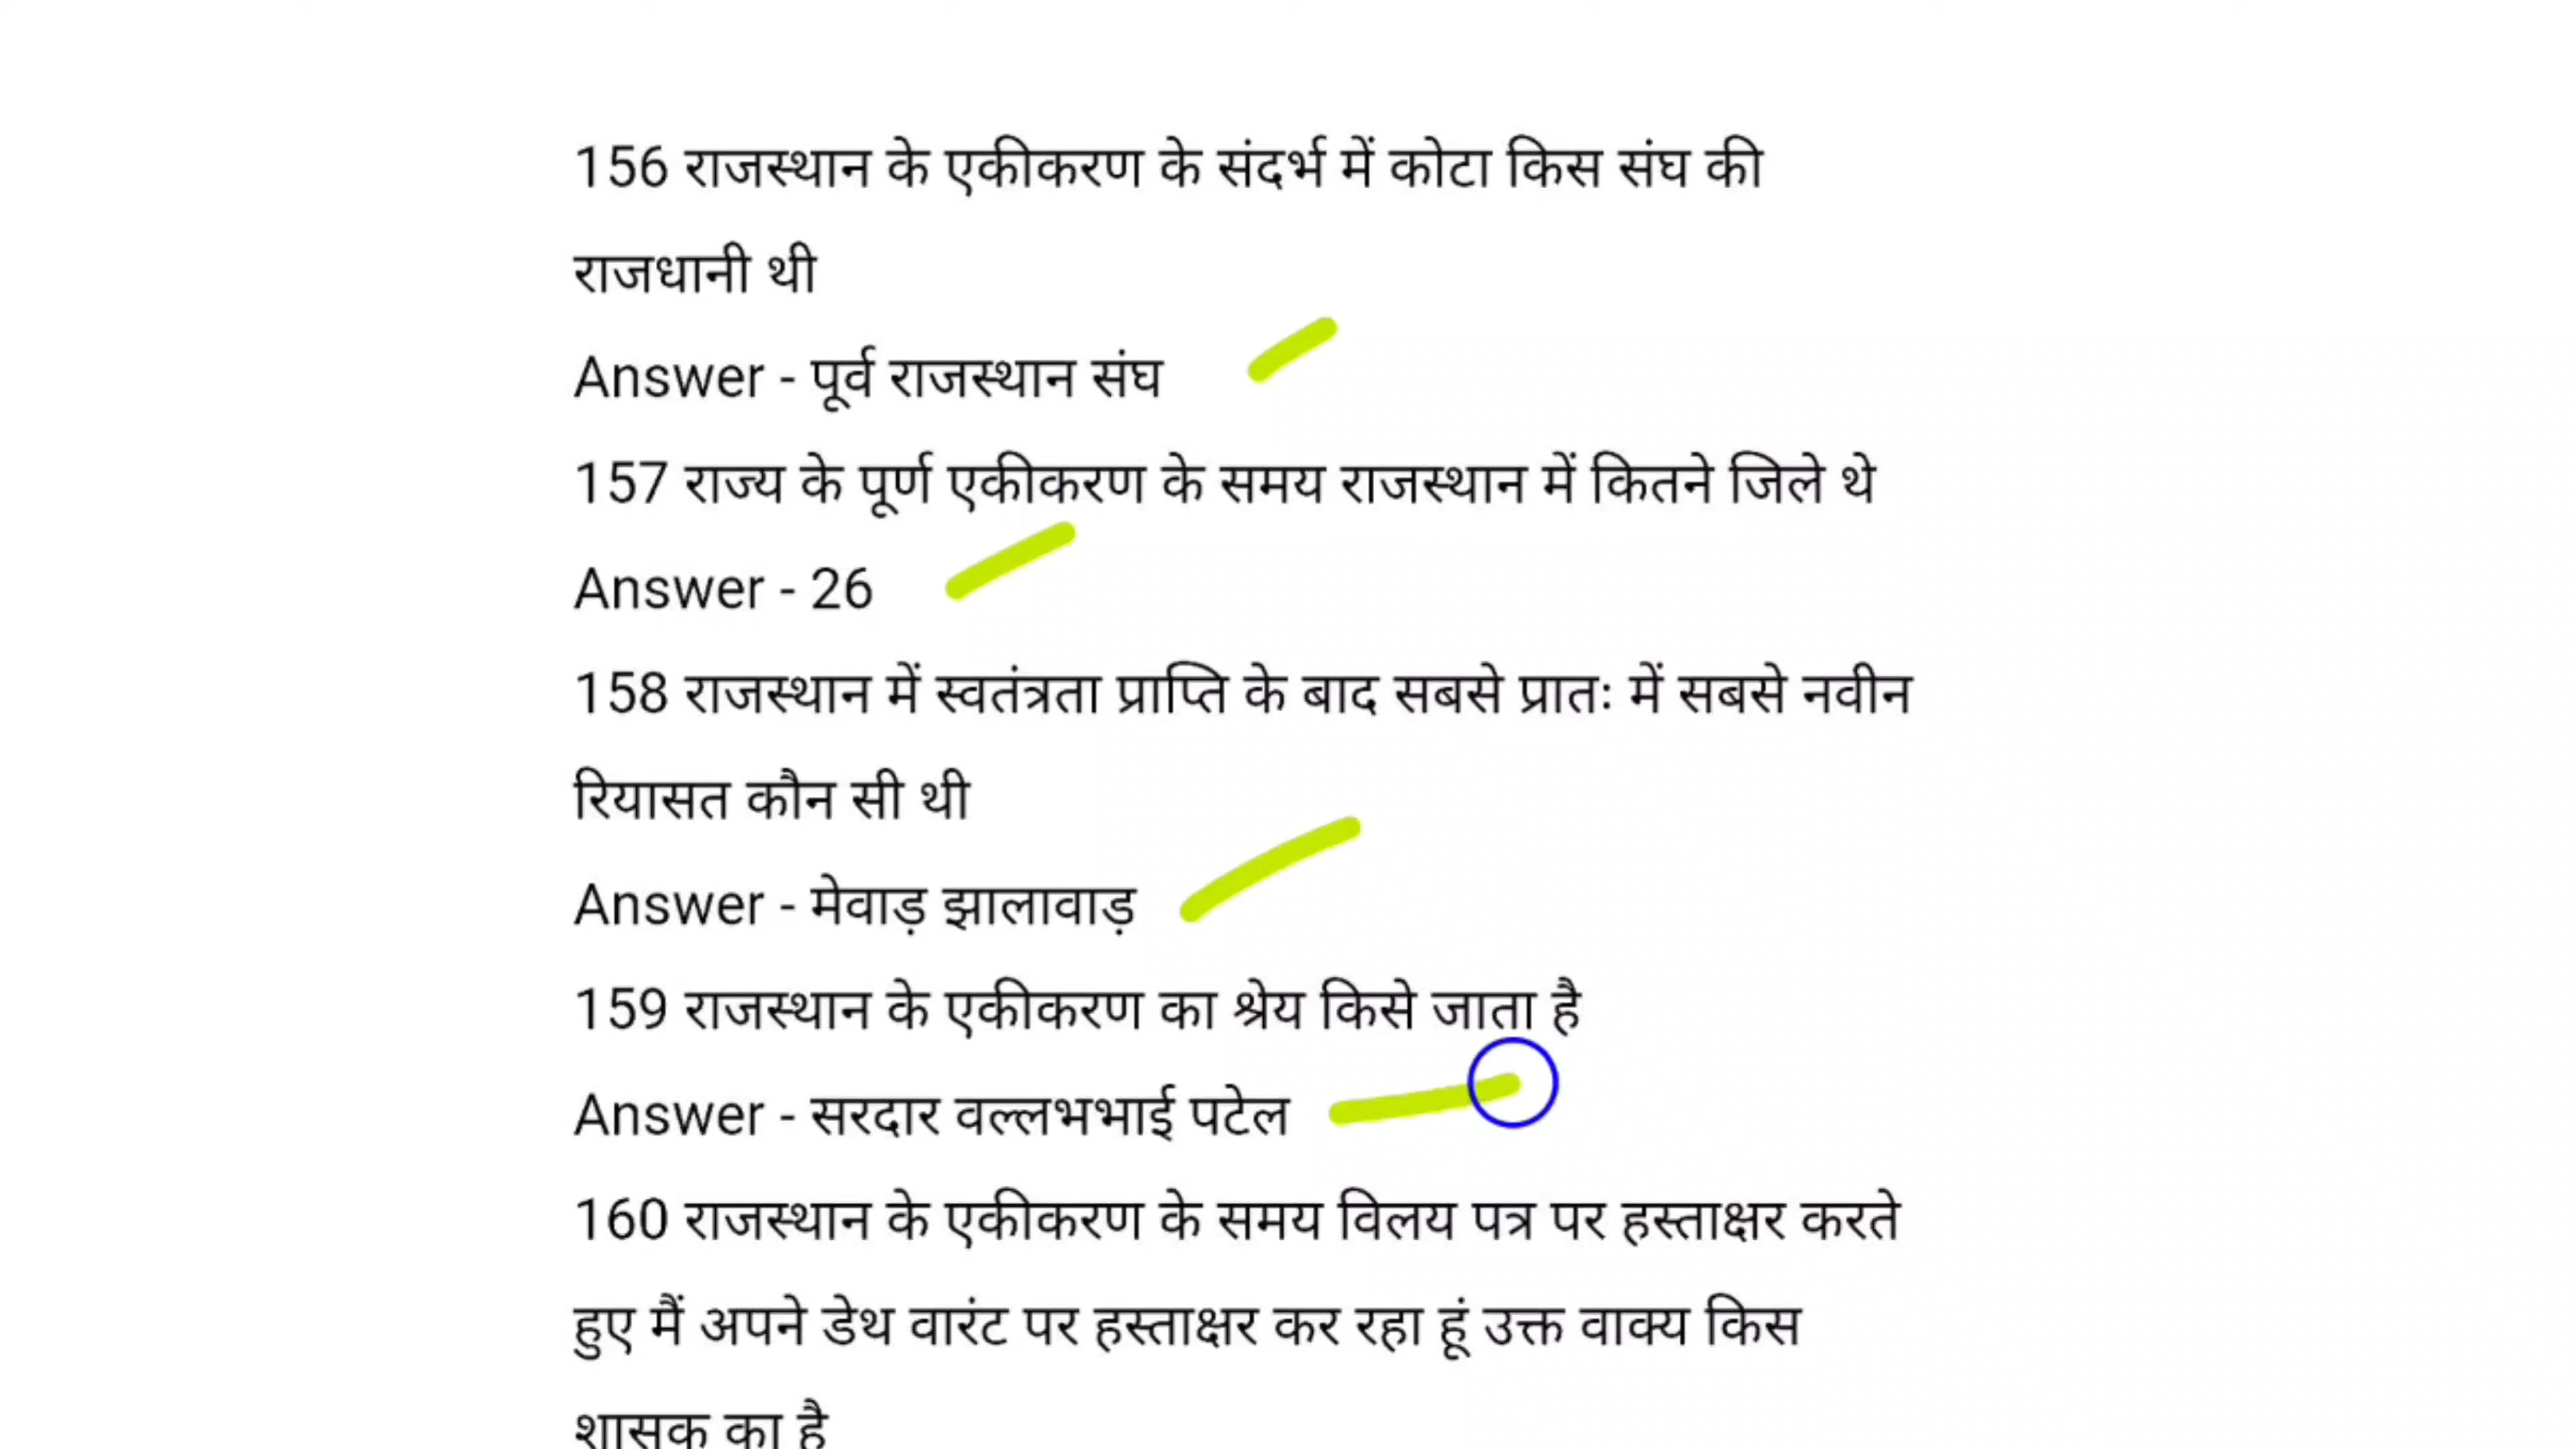 156 राजस्थान के एकीकरण के संदर्भ में कोटा किस संघ की
राजधानी थी
Answer - पूर्व राजस्थान संघ
157 राज्य के पूर्ण एकीकरण के समय राजस्थान में कितने जिले थे
Answer - 26
158 राजस्थान में स्वतंत्रता प्राप्ति के बाद सबसे प्रातः में सबसे नवीन
रियासत कौन सी थी
Answer - मेवाड़ झालावाड़
159 राजस्थान के एकीकरण का श्रेय किसे जाता है
Answer - सरदार वल्लभभाई पटेल
160 राजस्थान के एकीकरण के समय विलय पत्र पर हस्ताक्षर करते
हुए मैं अपने डेथ वारंट पर हस्ताक्षर कर रहा हूं उक्त वाक्य किस
शासक का है